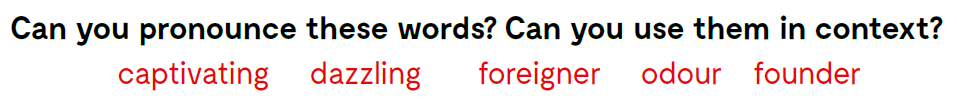 Can you pronounce these words? Can you use them in context?
captivating dazzling foreigner odour founder